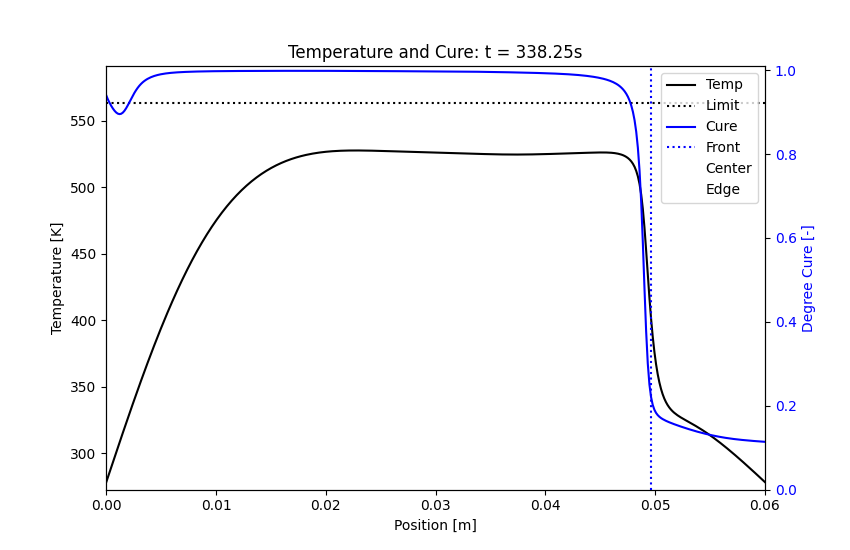 Temperature and Cure: t = 338.25s
Temperature [K]
550
500
450
400
350
300
Temp
Limit
Cure
Front
Center
Edge
1.0
0.8
0.6
0.4
0.2
0.0
Degree Cure [-]
0.00
0.01
0.02
0.03
0.04
0.05
0.06
Position [m]